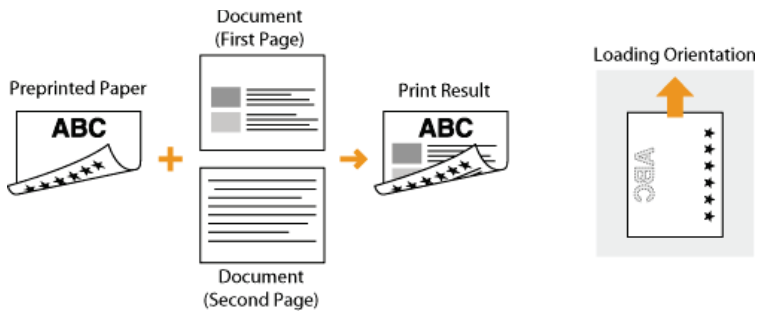 Document
(First Page)
Loading Orientation
Preprinted Paper
Print Result
ABC
ABC
ABC
Document
(Second Page)